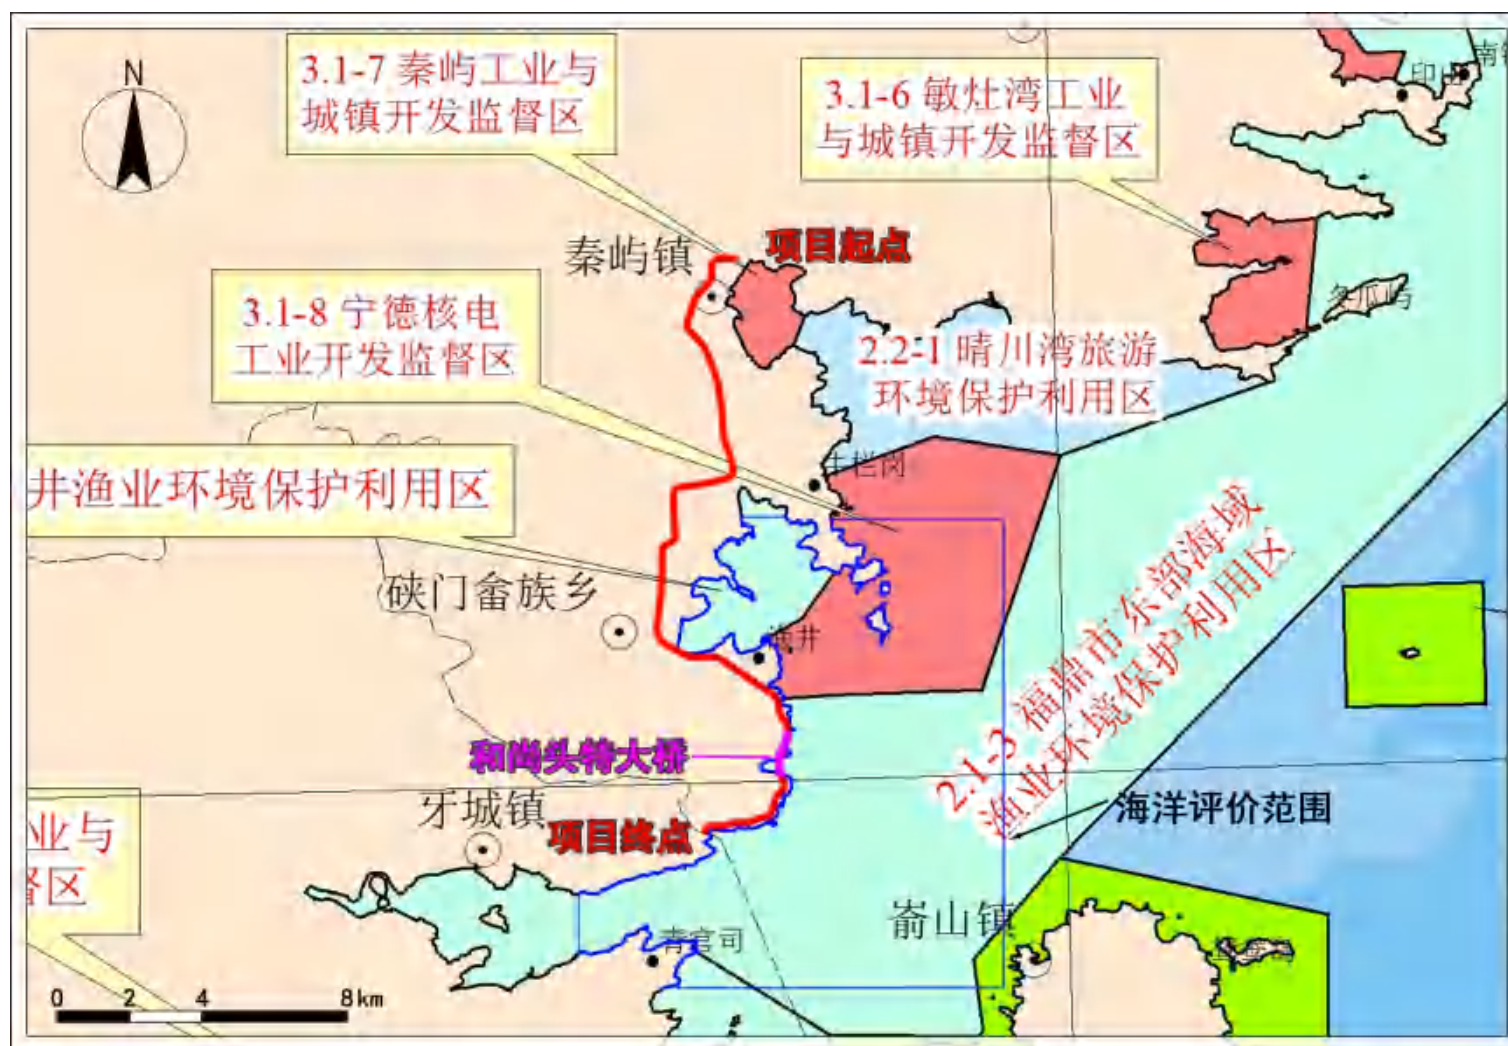 N
3.1-7 秦屿工业与
城镇开发监督区
3.1-6 敏灶湾工业
与城镇开发监督区
印山
秦屿镇
项目起点
3.1-8 宁德核电
工业开发监督区
2.2-1 晴川湾旅游
环境保护利用区
井渔业环境保护利用区
硖门畲族乡
2.1-3 福鼎市东部海域
渔业环境保护利用区
和尚头特大桥
牙城镇
项目终点
海洋评价范围
业与
督区
嵛山镇
青官司
0 2 4 8km